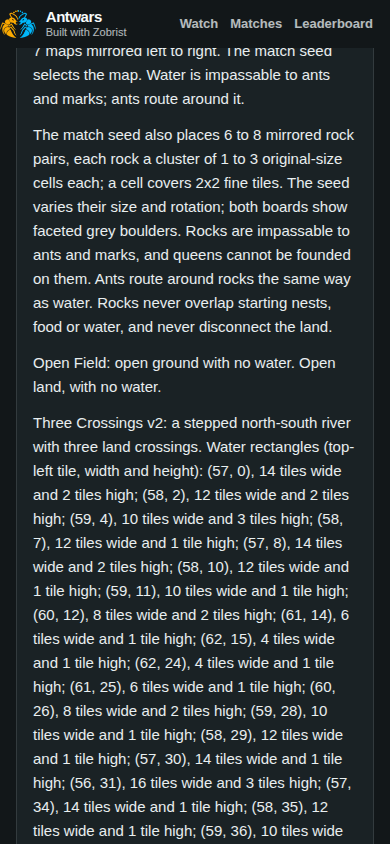 Antwars
Built with Zobrist
Watch Matches Leaderboard
7 maps mirrored left to right. The match seed
selects the map. Water is impassable to ants
and marks; ants route around it.
The match seed also places 6 to 8 mirrored rock
pairs, each rock a cluster of 1 to 3 original-size
cells each; a cell covers 2x2 fine tiles. The seed
varies their size and rotation; both boards show
faceted grey boulders. Rocks are impassable to
ants and marks, and queens cannot be founded
on them. Ants route around rocks the same way
as water. Rocks never overlap starting nests,
food or water, and never disconnect the land.
Open Field: open ground with no water. Open
land, with no water.
Three Crossings v2: a stepped north-south river
with three land crossings. Water rectangles (top-
left tile, width and height): (57, 0), 14 tiles wide
and 2 tiles high; (58, 2), 12 tiles wide and 2 tiles
high; (59, 4), 10 tiles wide and 3 tiles high; (58,
7), 12 tiles wide and 1 tile high; (57, 8), 14 tiles
wide and 2 tiles high; (58, 10), 12 tiles wide and
1 tile high; (59, 11), 10 tiles wide and 1 tile high;
(60, 12), 8 tiles wide and 2 tiles high; (61, 14), 6
tiles wide and 1 tile high; (62, 15), 4 tiles wide
and 1 tile high; (62, 24), 4 tiles wide and 1 tile
high; (61, 25), 6 tiles wide and 1 tile high; (60,
26), 8 tiles wide and 2 tiles high; (59, 28), 10
tiles wide and 1 tile high; (58, 29), 12 tiles wide
and 1 tile high; (57, 30), 14 tiles wide and 1 tile
high; (56, 31), 16 tiles wide and 3 tiles high; (57,
34), 14 tiles wide and 1 tile high; (58, 35), 12
tiles wide and 1 tile high; (59, 36), 10 tiles wide